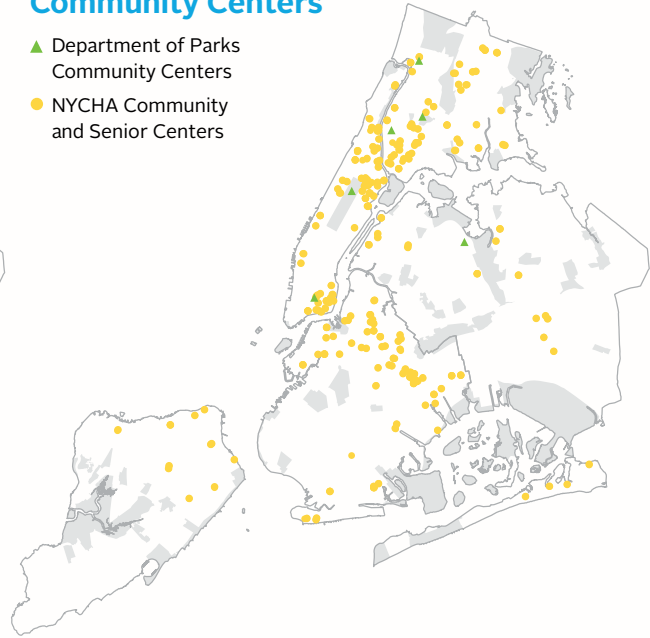 Community Centers
Department of Parks
Community Centers
NYCHA Community
and Senior Centers